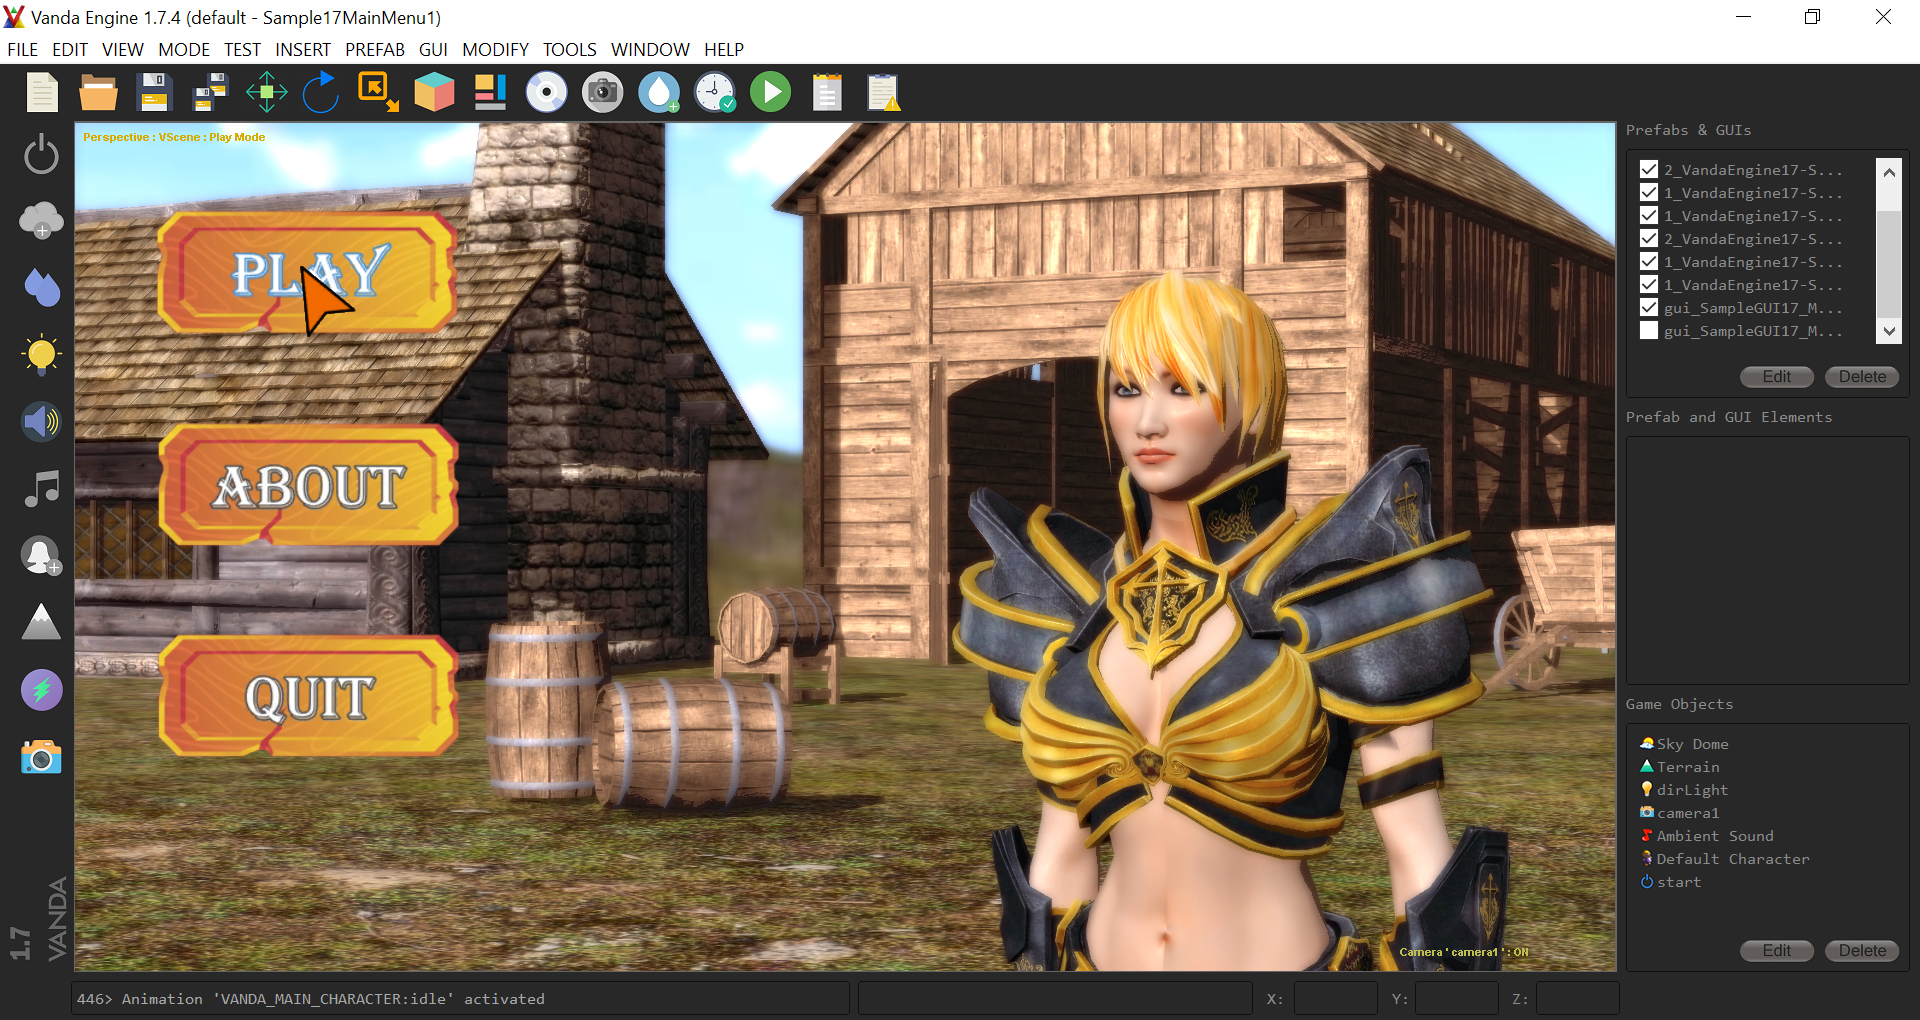 Vanda Engine 1.7.4 (default - Sample17MainMenu1)
FILE EDIT VIEW MODE TEST INSERT PREFAB GUI MODIFY TOOLS WINDOW HELP
Perspective : VScene : Play Mode
PLAY
ABOUT
QUIT
Camera ' camera1 ' : ON
1.7
VANDA
Prefabs & GUIs
2_VandaEngine17-S...
1_VandaEngine17-S...
1_VandaEngine17-S...
2_VandaEngine17-S...
1_VandaEngine17-S...
1_VandaEngine17-S...
gui_SampleGUI17_M...
gui_SampleGUI17_M...
Edit Delete
Prefab and GUI Elements
Game Objects
Sky Dome
Terrain
dirLight
camera1
Ambient Sound
Default Character
start
Edit Delete
446> Animation 'VANDA_MAIN_CHARACTER:idle' activated
X: Y: Z: